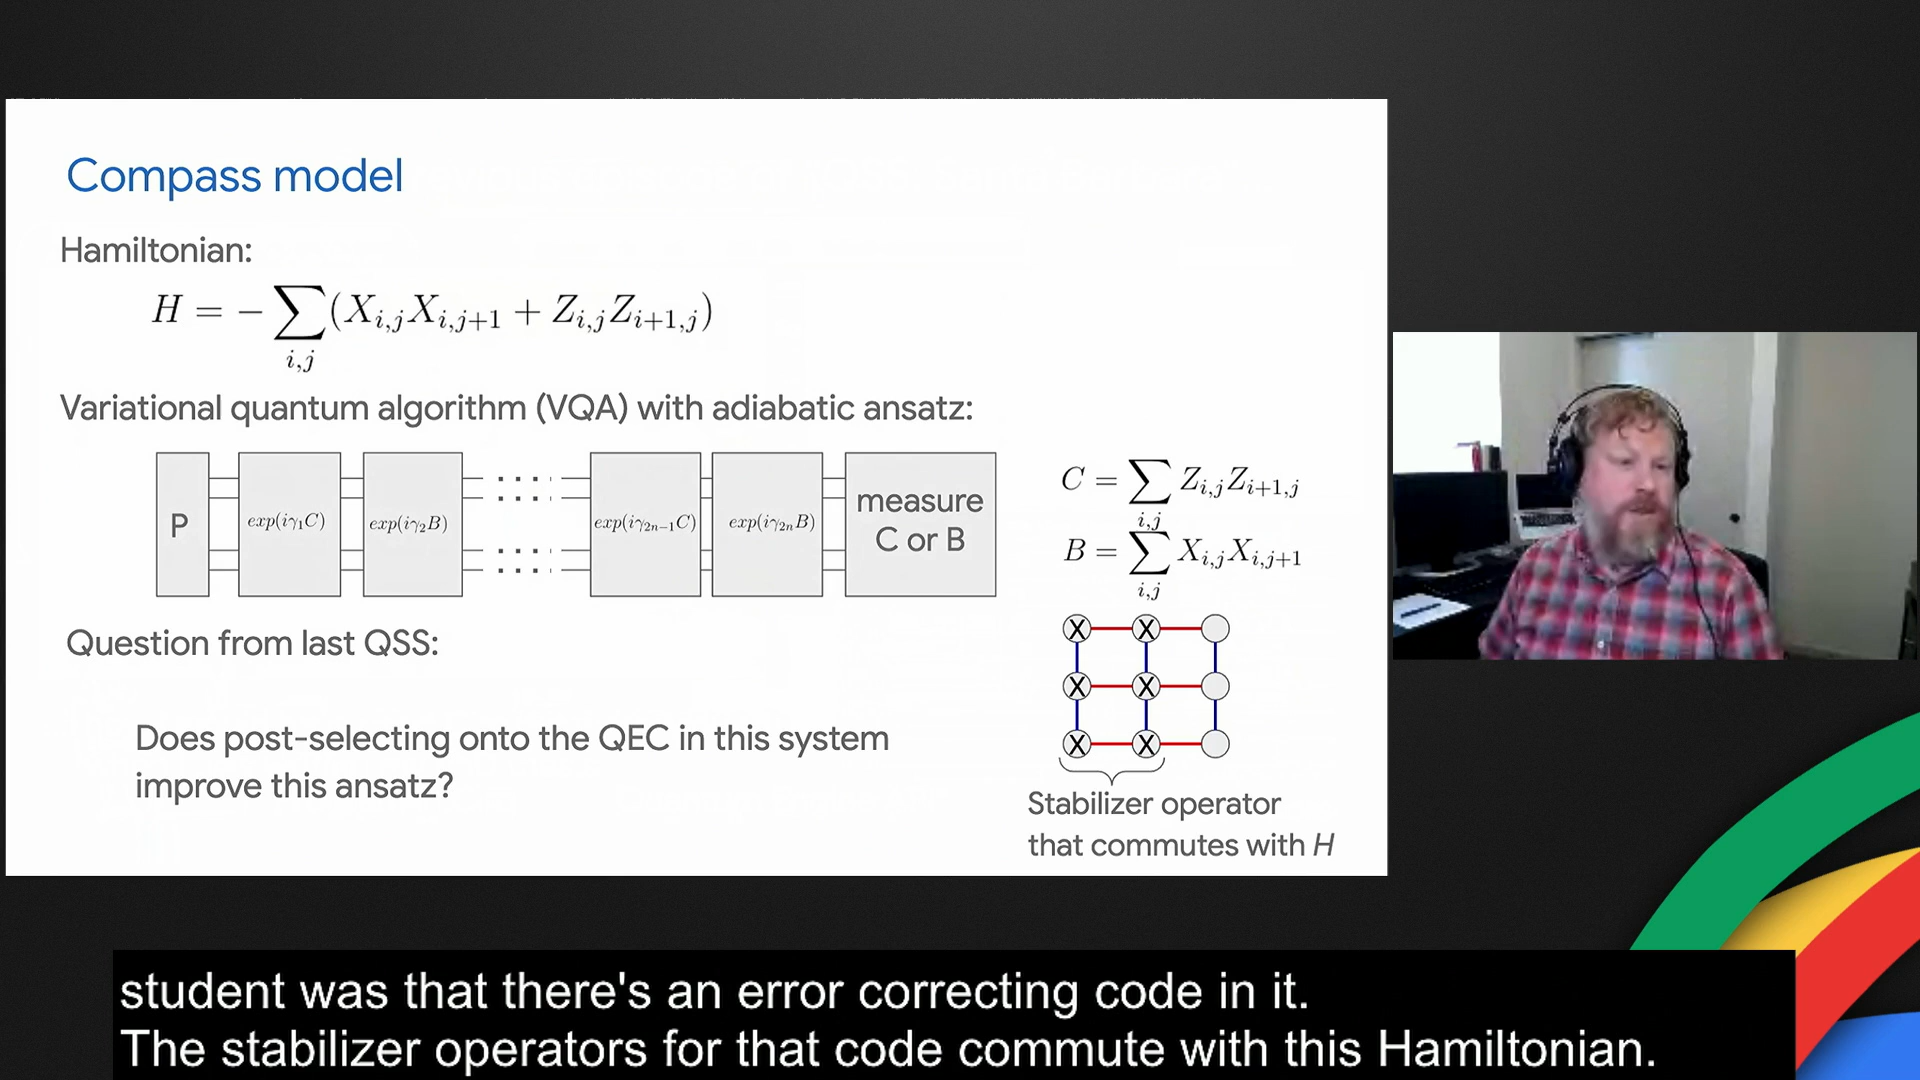 Compass model
Hamiltonian:
H = − ∑_{i,j} (X_{i,j}X_{i,j+1} + Z_{i,j}Z_{i+1,j})
Variational quantum algorithm (VQA) with adiabatic ansatz:
P exp(iγ₁C) exp(iγ₂B) exp(iγ_{2n−1}C) exp(iγ_{2n}B) measure C or B
C = ∑_{i,j} Z_{i,j}Z_{i+1,j}
B = ∑_{i,j} X_{i,j}X_{i,j+1}
X X
X X
X X
Stabilizer operator
that commutes with H
Question from last QSS:
Does post-selecting onto the QEC in this system
improve this ansatz?
student was that there's an error correcting code in it.
The stabilizer operators for that code commute with this Hamiltonian.